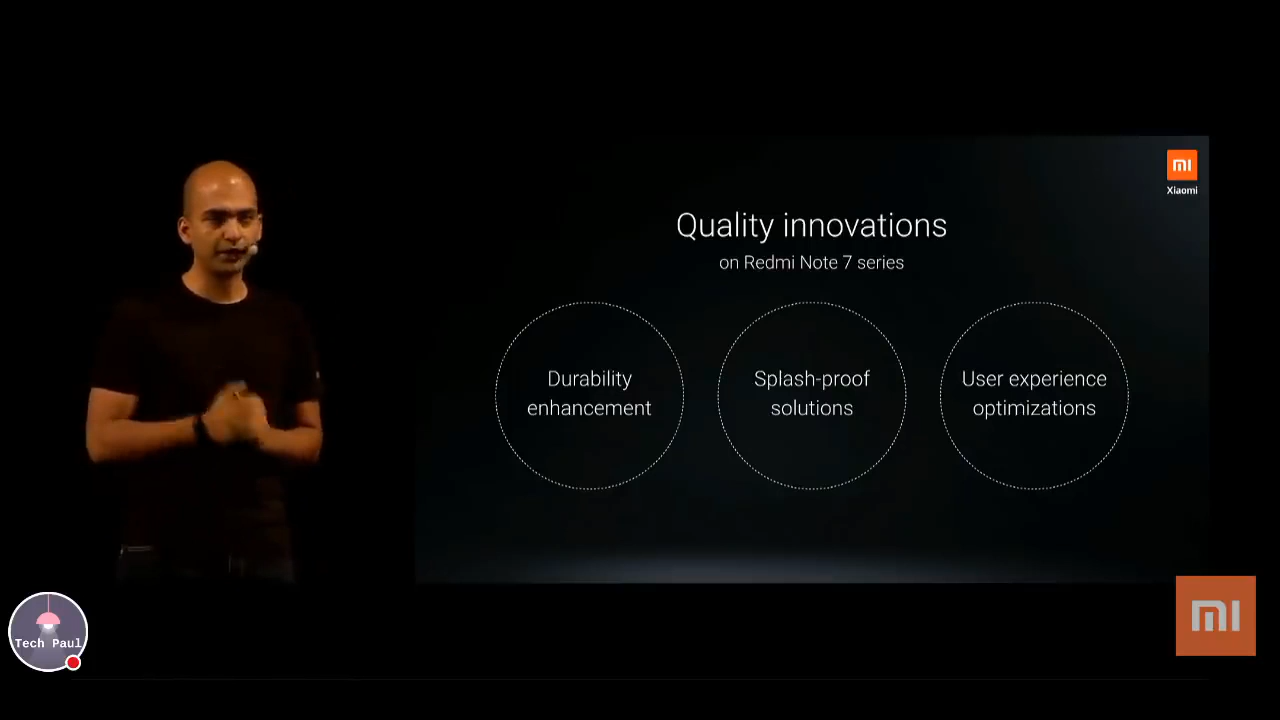 mi
Xiaomi
Quality innovations
on Redmi Note 7 series
Durability
enhancement
Splash-proof
solutions
User experience
optimizations
Tech Paul
mi